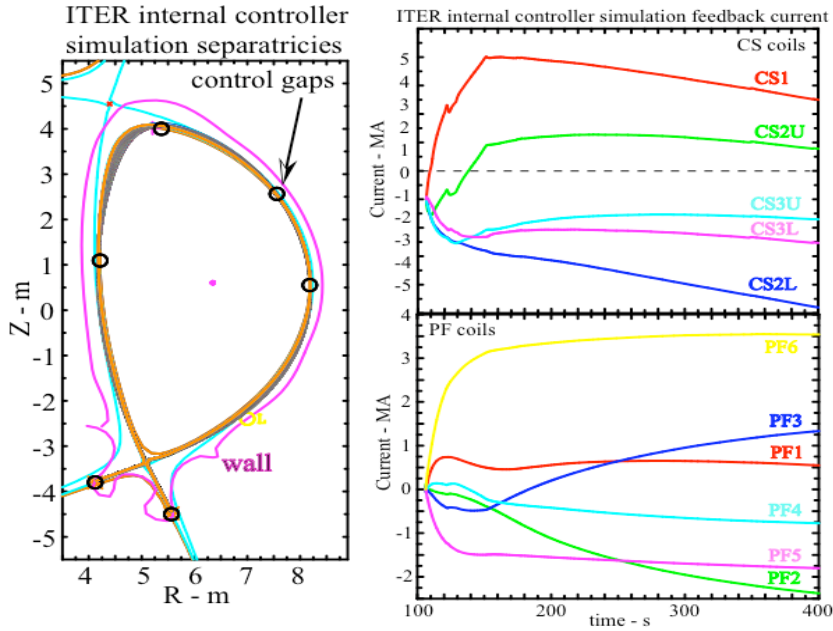 ITER internal controller
simulation separatricies
control gaps
5
4
3
2
1
0
-1
-2
-3
-4
-5
Z - m
wall
4 5 6 7 8
R - m
ITER internal controller simulation feedback current
CS coils
5
4
3
2
1
0
-1
-2
-3
-4
-5
Current - MA
CS1
CS2U
CS3U
CS3L
CS2L
PF coils
4
3
2
1
0
-1
-2
Current - MA
PF6
PF3
PF1
PF4
PF5
PF2
100 200 300 400
time - s